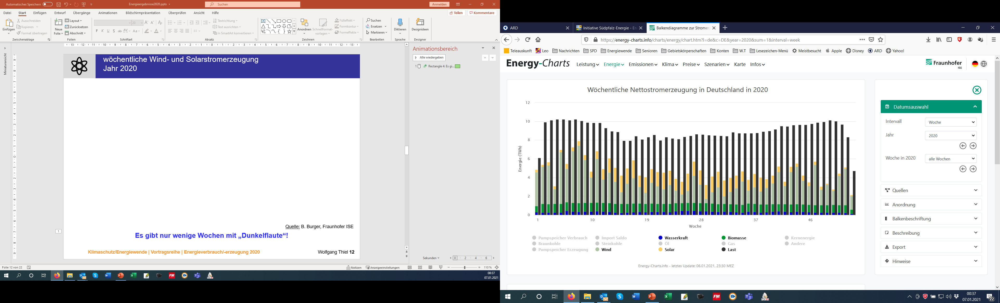 Automatisches Speichern
Energieergebnisse2020.pptx
Suchen
Anmelden
Datei Start Einfügen Entwurf Übergänge Animationen Bildschirmpräsentation Überprüfen Ansicht Hilfe
Teilen Kommentare
Einfügen
Ausschneiden
Kopieren
Format übertragen
Zwischenablage
Neue Folie
Layout
Zurücksetzen
Abschnitt
Folien
20
F K U S ab AV Aa A
Schriftart
Absatz
Textrichtung
Text ausrichten
In SmartArt konvertieren
Anordnen
Schnellformat-vorlagen
Fülleffekt
Formkontur
Formeffekte
Zeichnen
Suchen
Ersetzen
Markieren
Bearbeiten
Diktieren
Sprache
Designideen
Designer
Miniaturansicht
wöchentliche Wind- und Solarstromerzeugung
Jahr 2020
Quelle: B. Burger, Fraunhofer ISE
1
Es gibt nur wenige Wochen mit „Dunkelflaute“!
Klimaschutz/Energiewende | Vortragsreihe | Energieverbrauch/-erzeugung 2020
Wolfgang Thiel 12
Animationsbereich
Alle wiedergeben
1 Rectangle 4: Es gi...
Sekunden 0 2 4 6
Folie 12 von 22
Notizen Anzeigeeinstellungen 110 %
00:37
07.01.2021
ARD
Initiative Südpfalz-Energie - En
Balkendiagramme zur Stromerz
https://energy-charts.info/charts/energy/chart.htm?l=de&c=DE&year=2020&sum=1&interval=week
Teleauskunft Leo Nachrichten SPD Energiewende Senioren Gebietskörperschaften Konten W.T Lesezeichen-Menü Meistbesucht Apple Disney ARD Yahoo!
Energy-Charts
Leistung Energie Emissionen Klima Preise Szenarien Karte Infos
Fraunhofer
ISE
Wöchentliche Nettostromerzeugung in Deutschland in 2020
Energie (TWh)
12
10
8
6
4
2
0
1 10 19 28 37 46
Woche
Pumpspeicher Verbrauch Import Saldo Wasserkraft Biomasse Kernenergie
Braunkohle Steinkohle Öl Gas Andere
Pumpspeicher Erzeugung Wind Solar Last
Energy-Charts.info - letztes Update: 06.01.2021, 23:30 MEZ
Datumsauswahl
Intervall Woche
Jahr 2020
Woche in 2020 alle Wochen
Quellen
Anordnung
Balkenbeschriftung
Beschreibung
Export
Hinweise
FM
00:37
07.01.2021
22